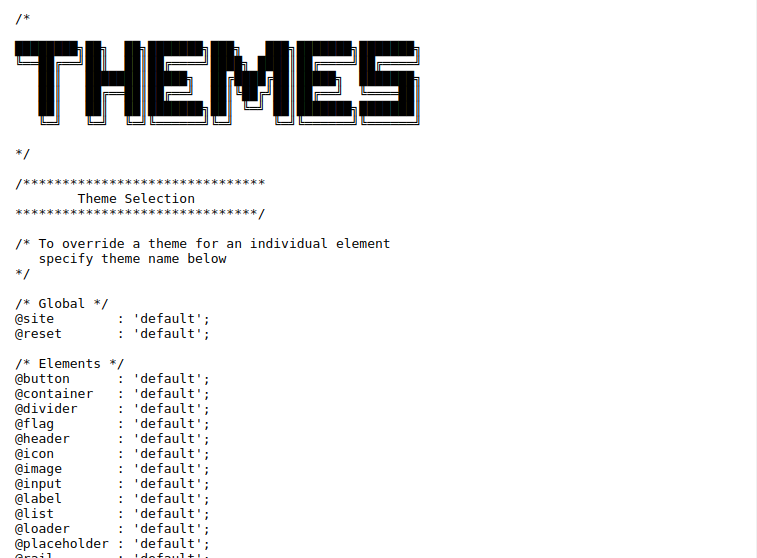 /*
THEMES
*/
/*******************************
        Theme Selection
*******************************/
/* To override a theme for an individual element
   specify theme name below
*/
/* Global */
@site        : 'default';
@reset       : 'default';
/* Elements */
@button      : 'default';
@container   : 'default';
@divider     : 'default';
@flag        : 'default';
@header      : 'default';
@icon        : 'default';
@image       : 'default';
@input       : 'default';
@label       : 'default';
@list        : 'default';
@loader      : 'default';
@placeholder : 'default';
@rail        : 'default';